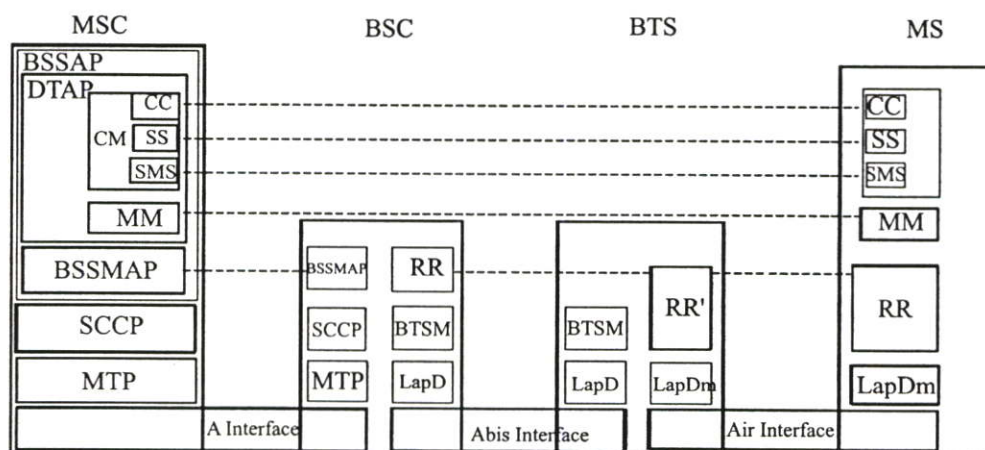 MSC BSC BTS MS
BSSAP
DTAP
CC CC
CM SS SS
SMS SMS
MM MM
BSSMAP BSSMAP RR RR' RR
SCCP SCCP BTSM BTSM
MTP MTP LapD LapD LapDm LapDm
A Interface Abis Interface Air Interface